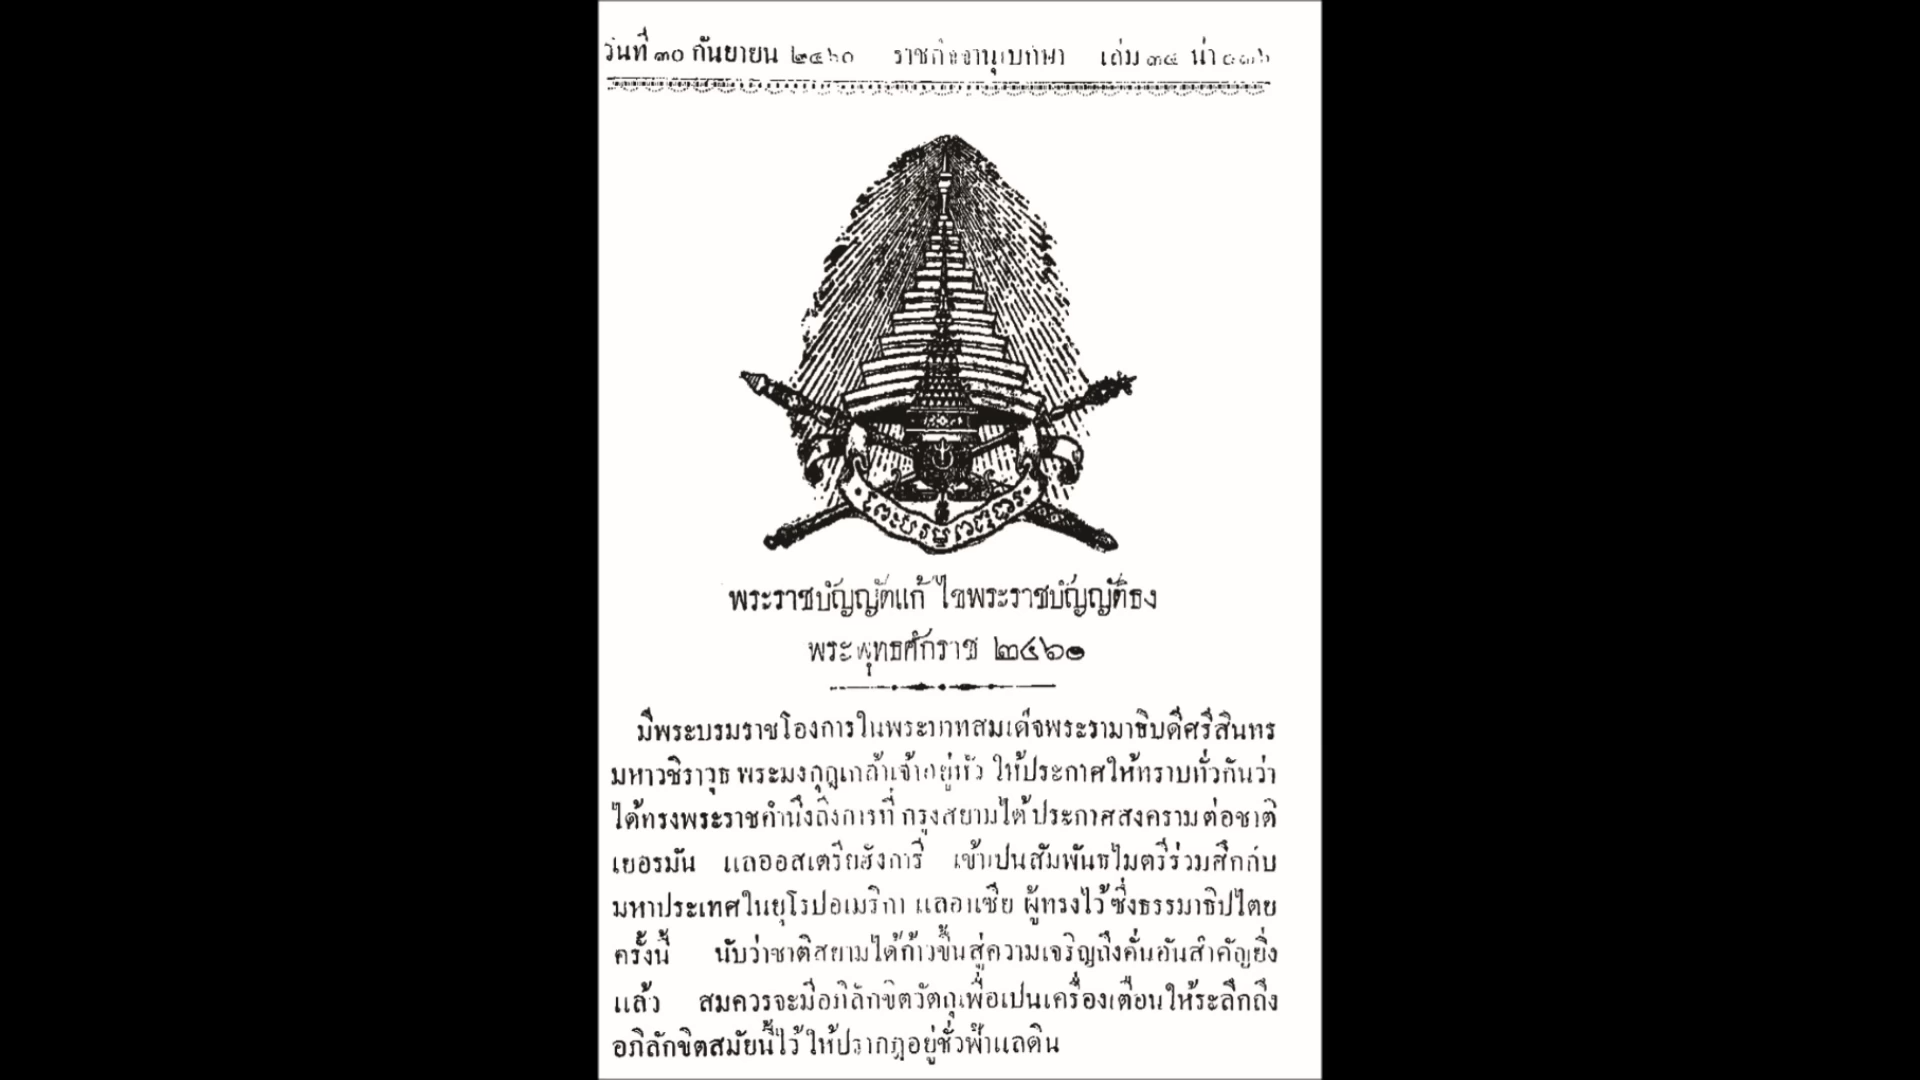 วันที่ ๓๐ กันยายน ๒๔๖๐ ราชกิจจานุเบกษา เล่ม ๓๔ น่า ๔๓๖
พระบรมราชโองการ
พระราชบัญญัติแก้ไขพระราชบัญญัติธง
พระพุทธศักราช ๒๔๖๐
มีพระบรมราชโองการในพระบาทสมเด็จพระรามาธิบดีศรีสินทร
มหาวชิราวุธ พระมงกุฎเกล้าเจ้าอยู่หัว ให้ประกาศให้ทราบทั่วกันว่า
ได้ทรงพระราชคำนึงถึงการที่ กรุงสยามได้ประกาศสงครามต่อชาติ
เยอรมัน แลออสเตรียฮังการี เข้าเปนสัมพันธไมตรีร่วมศึกกับ
มหาประเทศในยุโรปอเมริกา แลอาเซีย ผู้ทรงไว้ซึ่งธรรมาธิปไตย
ครั้งนี้ นับว่าชาติสยามได้ก้าวขึ้นสู่ความเจริญถึงคั่นอันสำคัญยิ่ง
แล้ว สมควรจะมีอภิลักขิตวัตถุเพื่อเปนเครื่องเตือนให้ระลึกถึง
อภิลักขิตสมัยนี้ไว้ ให้ปรากฎอยู่ชั่วฟ้าแลดิน